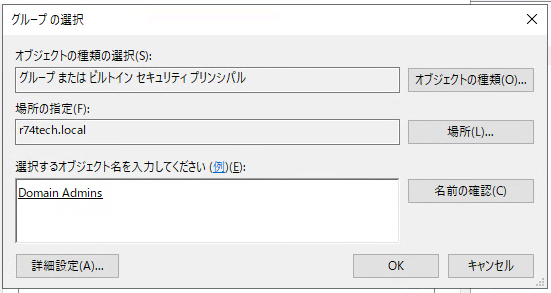 グループ の選択
オブジェクトの種類の選択(S):
グループ または ビルトイン セキュリティ プリンシパル
オブジェクトの種類(O)...
場所の指定(F):
r74tech.local
場所(L)...
選択するオブジェクト名を入力してください (例)(E):
Domain Admins
名前の確認(C)
詳細設定(A)...
OK
キャンセル